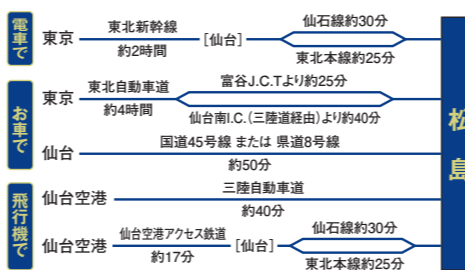 電車で
東京
東北新幹線
約2時間
[仙台]
仙石線約30分
東北本線約25分
お車で
東京
東北自動車道
約4時間
富谷J.C.Tより約25分
仙台南I.C.(三陸道経由)より約40分
仙台
国道45号線 または 県道8号線
約50分
飛行機で
仙台空港
三陸自動車道
約40分
仙台空港
仙台空港アクセス鉄道
約17分
[仙台]
仙石線約30分
東北本線約25分
松島